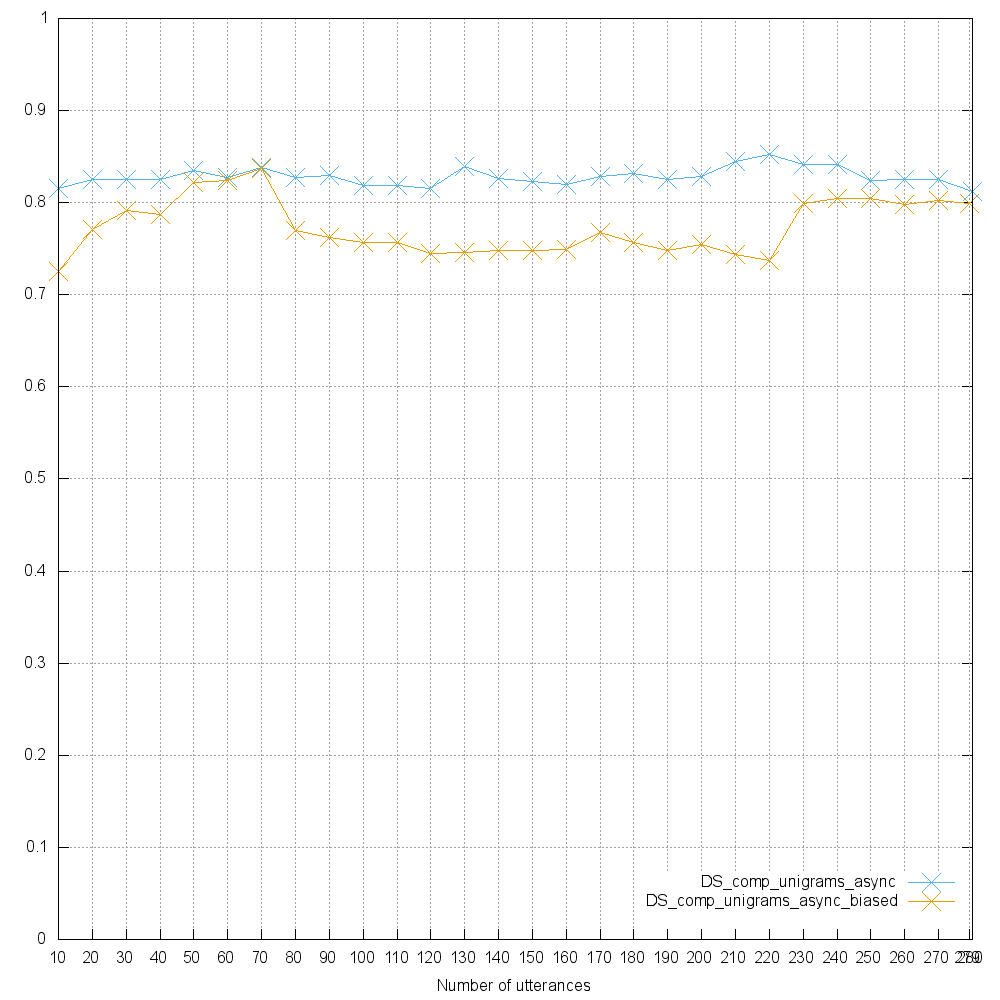 1
0.9
0.8
0.7
0.6
0.5
0.4
0.3
0.2
0.1
0
DS_comp_unigrams_async
DS_comp_unigrams_async_biased
10 20 30 40 50 60 70 80 90 100 110 120 130 140 150 160 170 180 190 200 210 220 230 240 250 260 270 279 280
Number of utterances